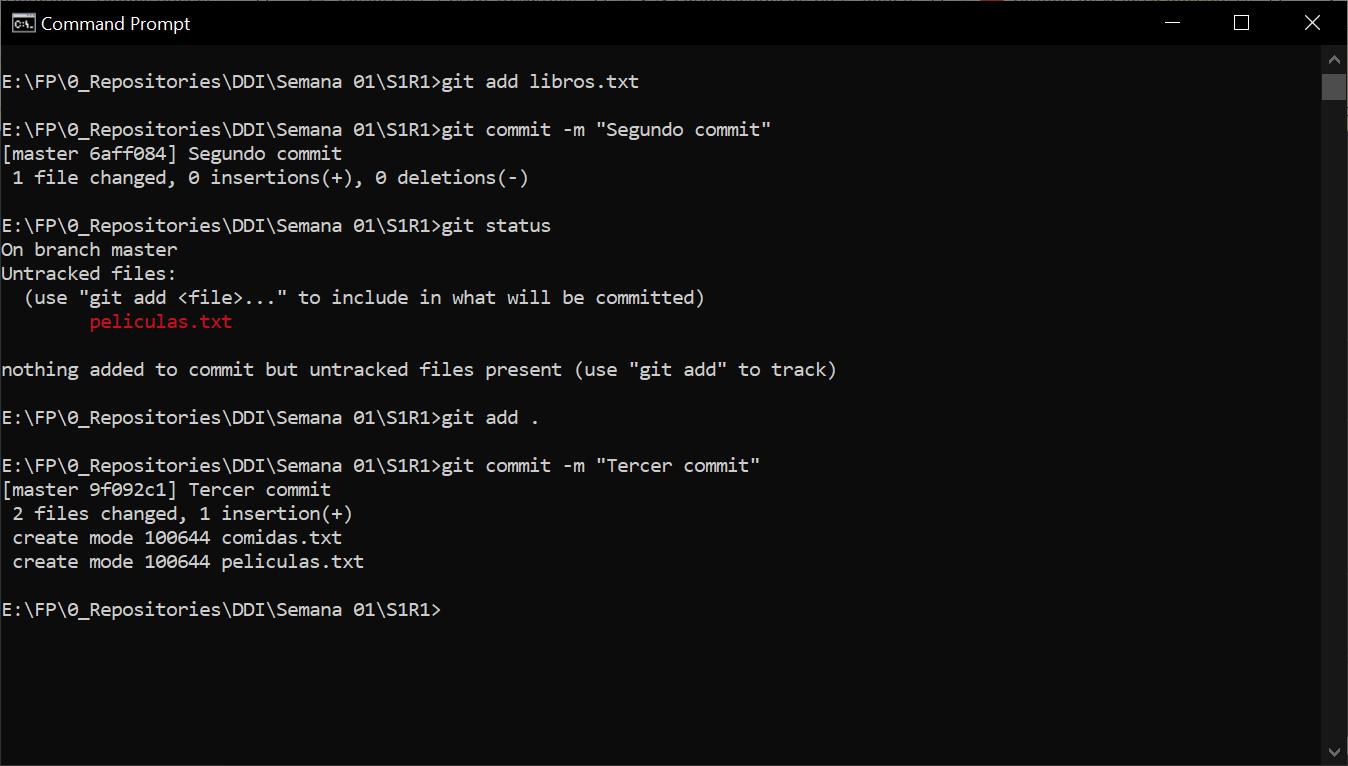 Command Prompt
E:\FP\0_Repositories\DDI\Semana 01\S1R1>git add libros.txt
E:\FP\0_Repositories\DDI\Semana 01\S1R1>git commit -m "Segundo commit"
[master 6aff084] Segundo commit
 1 file changed, 0 insertions(+), 0 deletions(-)
E:\FP\0_Repositories\DDI\Semana 01\S1R1>git status
On branch master
Untracked files:
  (use "git add <file>..." to include in what will be committed)
        peliculas.txt
nothing added to commit but untracked files present (use "git add" to track)
E:\FP\0_Repositories\DDI\Semana 01\S1R1>git add .
E:\FP\0_Repositories\DDI\Semana 01\S1R1>git commit -m "Tercer commit"
[master 9f092c1] Tercer commit
 2 files changed, 1 insertion(+)
 create mode 100644 comidas.txt
 create mode 100644 peliculas.txt
E:\FP\0_Repositories\DDI\Semana 01\S1R1>